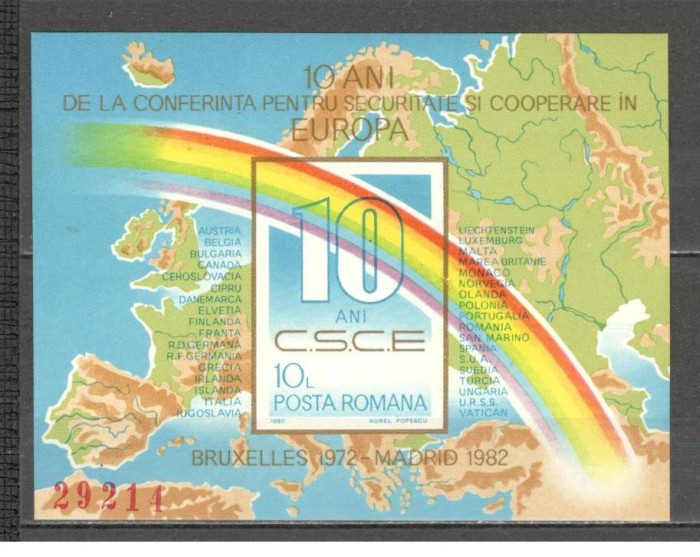 10 ANI
DE LA CONFERINTA PENTRU SECURITATE ȘI COOPERARE ÎN
EUROPA
AUSTRIA
BELGIA
BULGARIA
CANADA
CEHOSLOVACIA
CIPRU
DANEMARCA
ELVETIA
FINLANDA
FRANTA
R.D.GERMANA
R.F.GERMANIA
GRECIA
IRLANDA
ISLANDA
ITALIA
IUGOSLAVIA
10
ANI
C.S.C.E
10L
POSTA ROMANA
1982
AUREL POPESCU
LIECHTENSTEIN
LUXEMBURG
MALTA
MAREA BRITANIE
MONACO
NORVEGIA
OLANDA
POLONIA
PORTUGALIA
ROMANIA
SAN MARINO
SPANIA
S.U.A.
SUEDIA
TURCIA
UNGARIA
U.R.S.S.
VATICAN
BRUXELLES 1972-MADRID 1982
29214